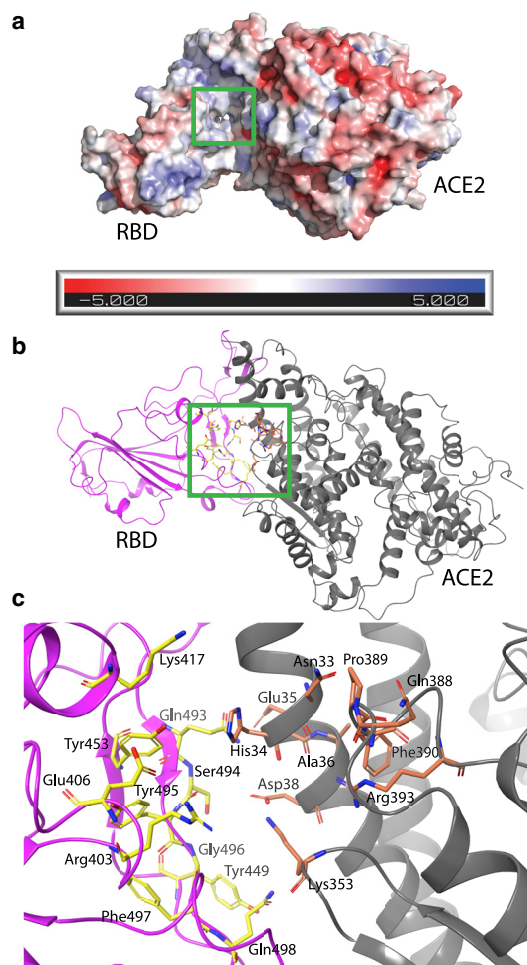 a
RBD
ACE2
-5.000 5.000
b
RBD
ACE2
c
Lys417
Asn33
Pro389
Gln388
Gln493
Glu35
Tyr453
His34
Ala36
Phe390
Ser494
Glu406
Tyr495
Asp38
Arg393
Arg403
Gly496
Tyr449
Lys353
Phe497
Gln498